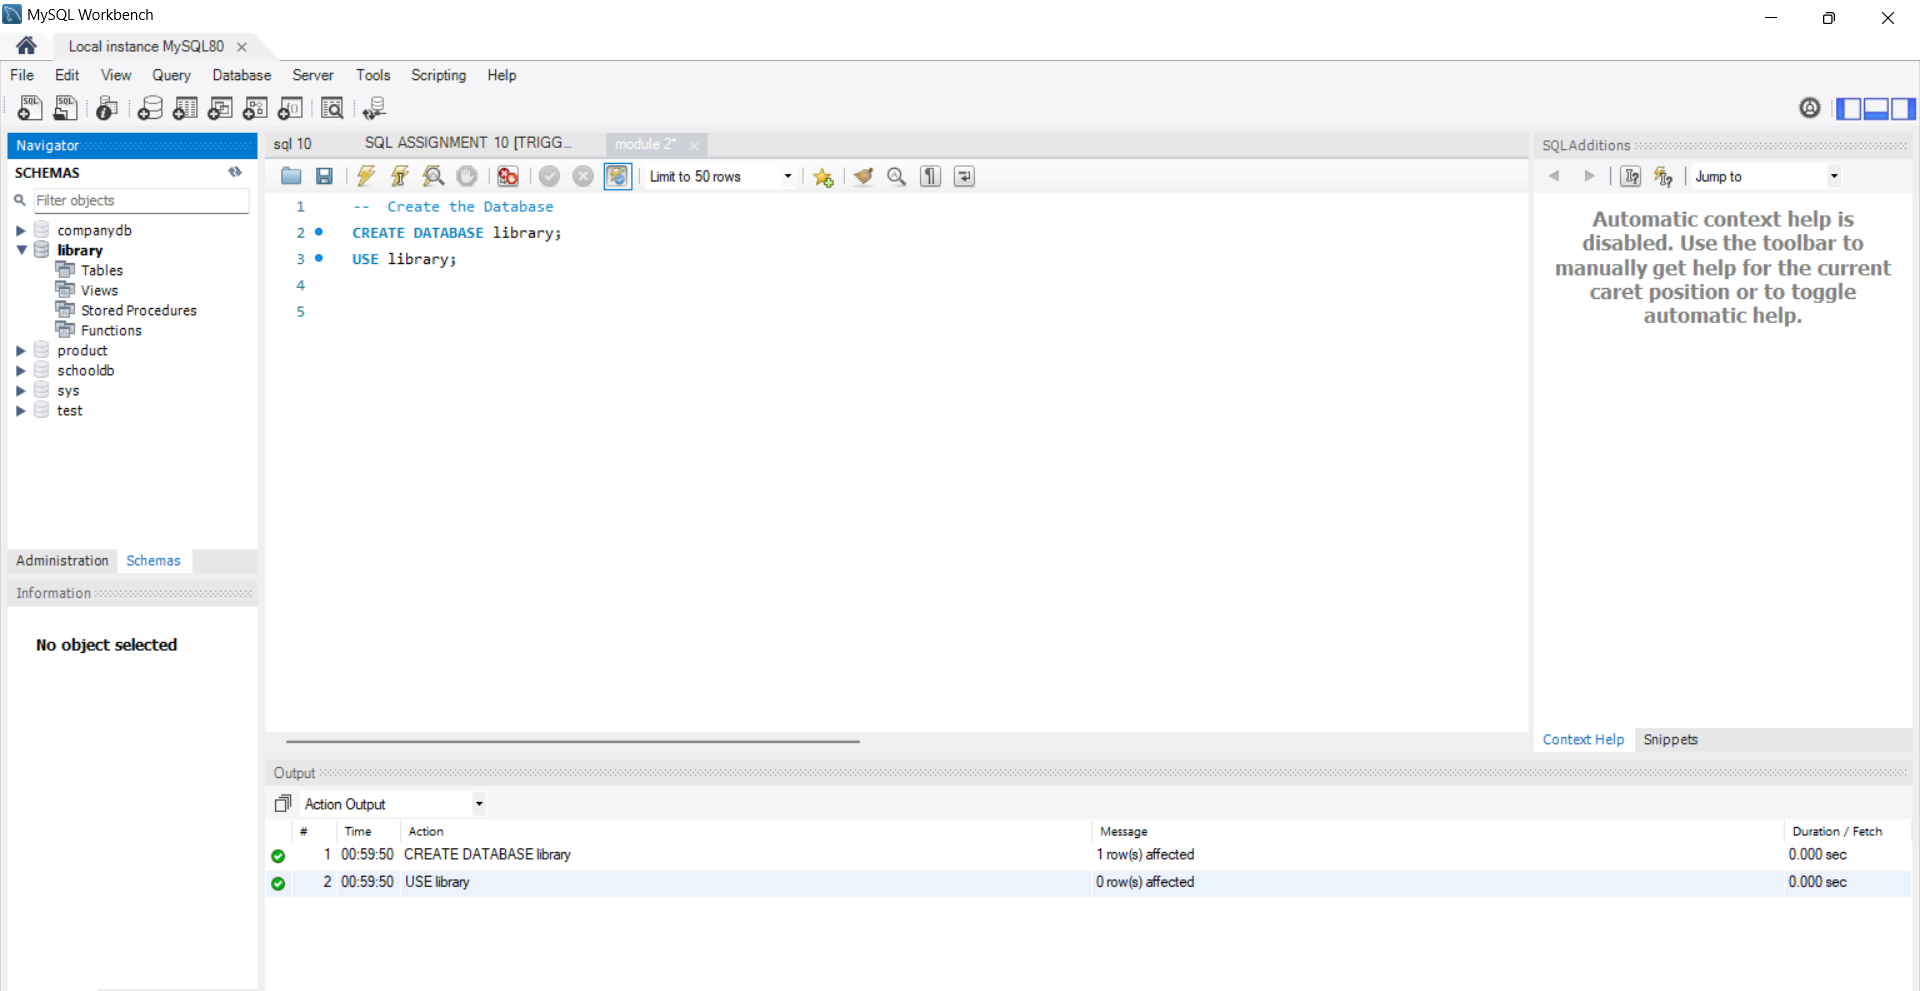 MySQL Workbench
Local instance MySQL80
File Edit View Query Database Server Tools Scripting Help
SQL SQL
Navigator
SCHEMAS
Filter objects
companydb
library
Tables
Views
Stored Procedures
Functions
product
schooldb
sys
test
Administration Schemas
Information
No object selected
sql 10 SQL ASSIGNMENT 10 [TRIGG... module 2*
Limit to 50 rows
1 -- Create the Database
2 CREATE DATABASE library;
3 USE library;
4
5
SQLAdditions
Jump to
Automatic context help is
disabled. Use the toolbar to
manually get help for the current
caret position or to toggle
automatic help.
Context Help Snippets
Output
Action Output
# Time Action Message Duration / Fetch
1 00:59:50 CREATE DATABASE library 1 row(s) affected 0.000 sec
2 00:59:50 USE library 0 row(s) affected 0.000 sec